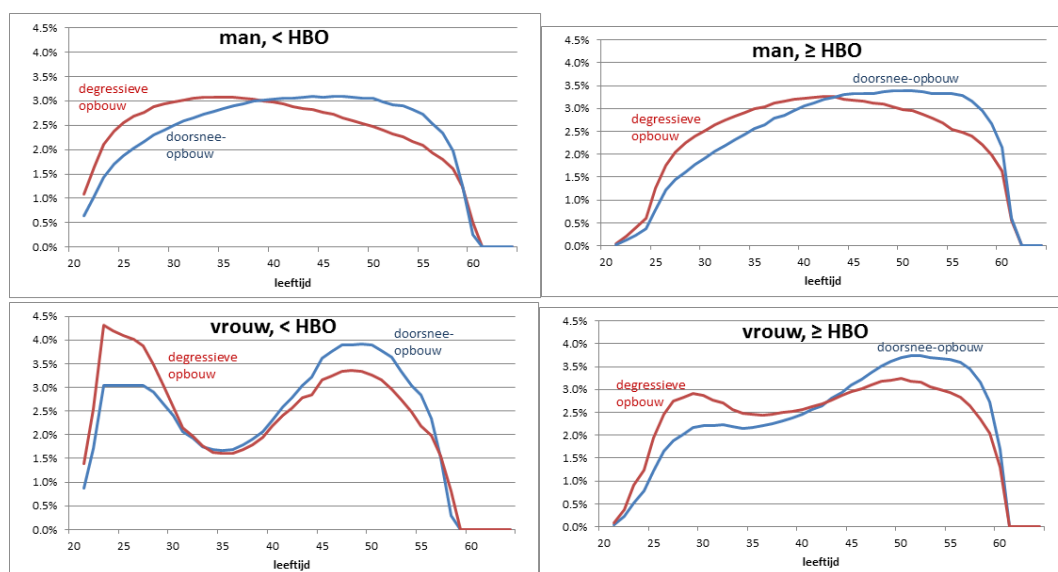 man, < HBO
4.5%
4.0%
3.5%
3.0%
2.5%
2.0%
1.5%
1.0%
0.5%
0.0%
degressieve
opbouw
doorsnee-
opbouw
20 25 30 35 40 45 50 55 60
leeftijd
man, ≥ HBO
4.5%
4.0%
3.5%
3.0%
2.5%
2.0%
1.5%
1.0%
0.5%
0.0%
doorsnee-opbouw
degressieve
opbouw
20 25 30 35 40 45 50 55 60
leeftijd
vrouw, < HBO
4.5%
4.0%
3.5%
3.0%
2.5%
2.0%
1.5%
1.0%
0.5%
0.0%
doorsnee-
opbouw
degressieve
opbouw
20 25 30 35 40 45 50 55 60
leeftijd
vrouw, ≥ HBO
4.5%
4.0%
3.5%
3.0%
2.5%
2.0%
1.5%
1.0%
0.5%
0.0%
doorsnee-opbouw
degressieve
opbouw
20 25 30 35 40 45 50 55 60
leeftijd